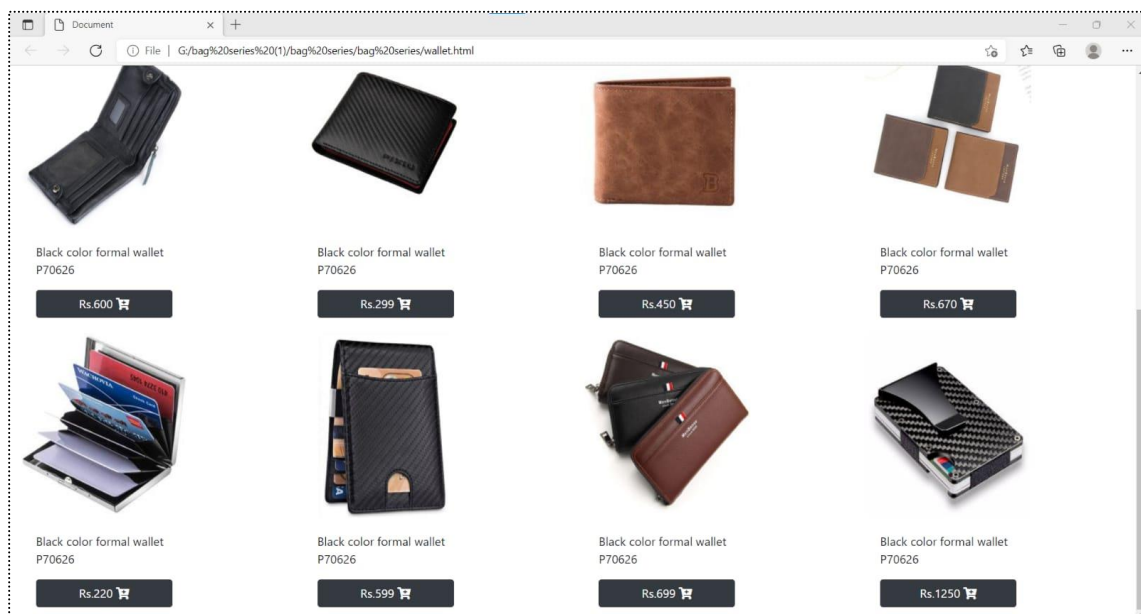 Document
File | G:/bag%20series%20(1)/bag%20series/bag%20series/wallet.html
Black color formal wallet
P70626
Rs.600
Black color formal wallet
P70626
Rs.299
B
Black color formal wallet
P70626
Rs.450
Black color formal wallet
P70626
Rs.670
Black color formal wallet
P70626
Rs.220
Black color formal wallet
P70626
Rs.599
Black color formal wallet
P70626
Rs.699
Black color formal wallet
P70626
Rs.1250